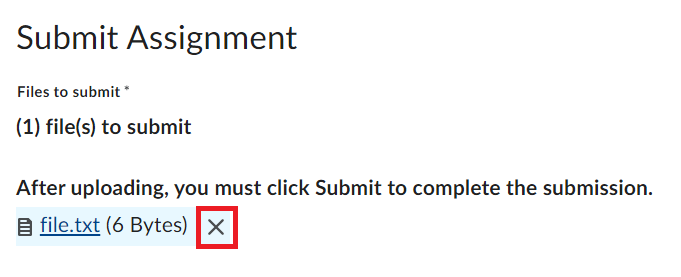 Submit Assignment
Files to submit *
(1) file(s) to submit
After uploading, you must click Submit to complete the submission.
file.txt (6 Bytes)